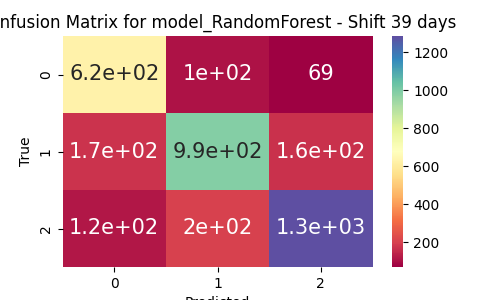 nfusion Matrix for model_RandomForest - Shift 39 days
0 6.2e+02 1e+02 69
1 1.7e+02 9.9e+02 1.6e+02
2 1.2e+02 2e+02 1.3e+03
0 1 2
True
Predicted
1200
1000
800
600
400
200